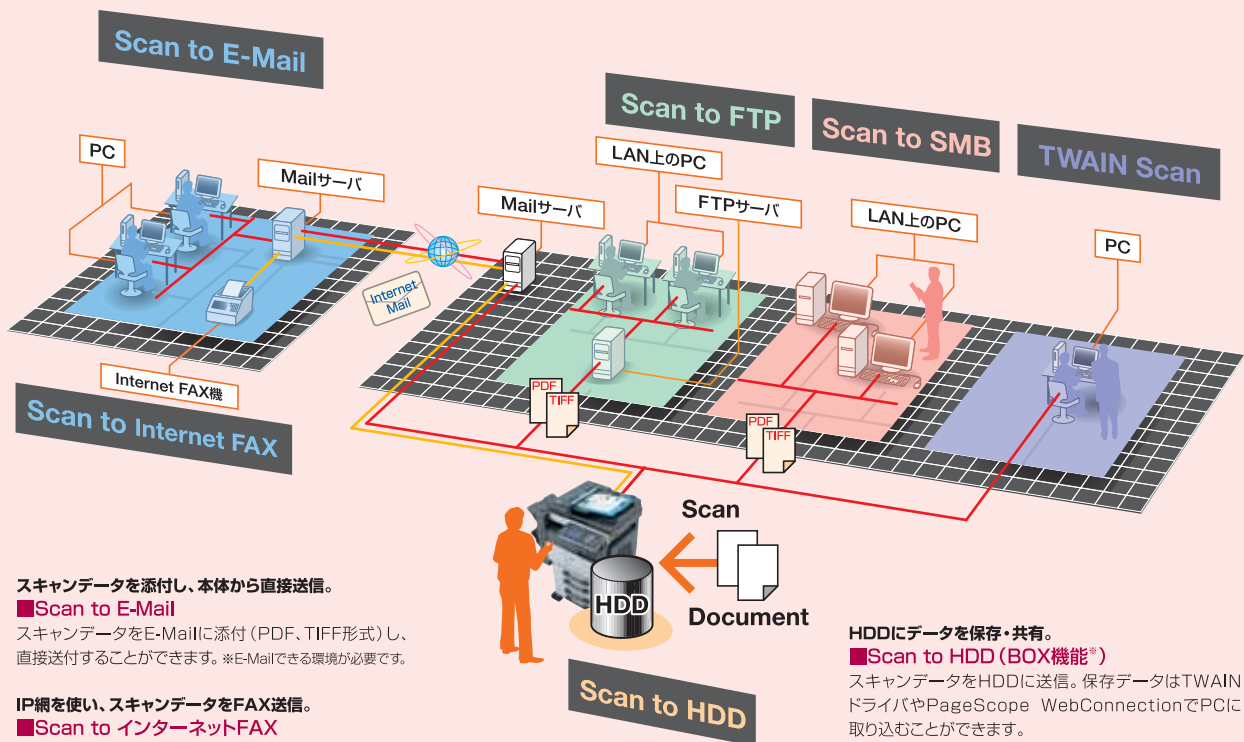 Scan to E-Mail
Scan to FTP
Scan to SMB
TWAIN Scan
PC
Mailサーバ
Mailサーバ
LAN上のPC
FTPサーバ
LAN上のPC
PC
Internet
Mail
Internet FAX機
Scan to Internet FAX
PDF
TIFF
PDF
TIFF
Scan
Document
HDD
Scan to HDD
スキャンデータを添付し、本体から直接送信。
■Scan to E-Mail
スキャンデータをE-Mailに添付(PDF、TIFF形式)し、
直接送付することができます。※E-Mailできる環境が必要です。
IP網を使い、スキャンデータをFAX送信。
■Scan to インターネットFAX
HDDにデータを保存・共有。
■Scan to HDD(BOX機能※)
スキャンデータをHDDに送信。保存データはTWAIN
ドライバやPageScope WebConnectionでPCに
取り込むことができます。